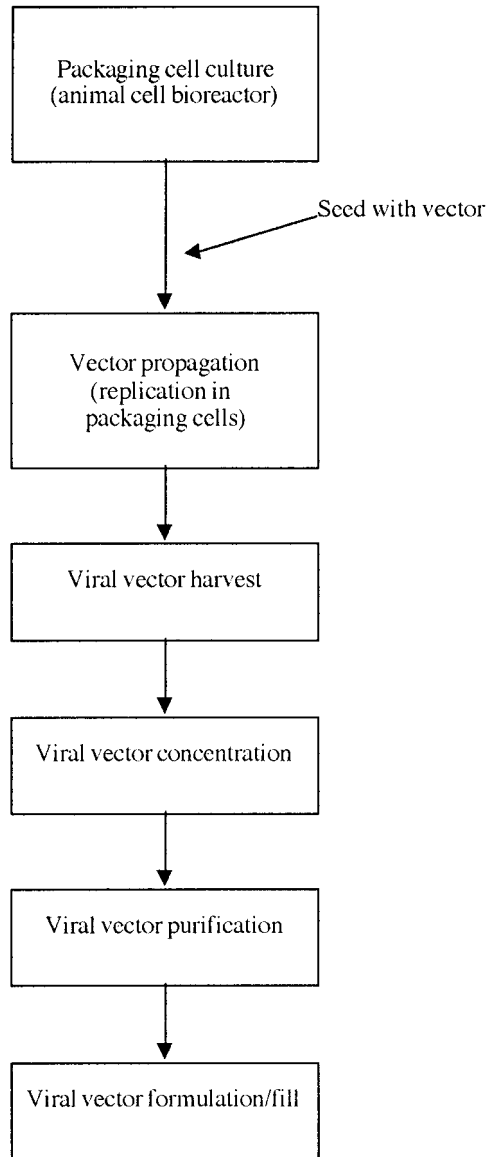 Packaging cell culture
(animal cell bioreactor)
Seed with vector
Vector propagation
(replication in
packaging cells)
Viral vector harvest
Viral vector concentration
Viral vector purification
Viral vector formulation/fill